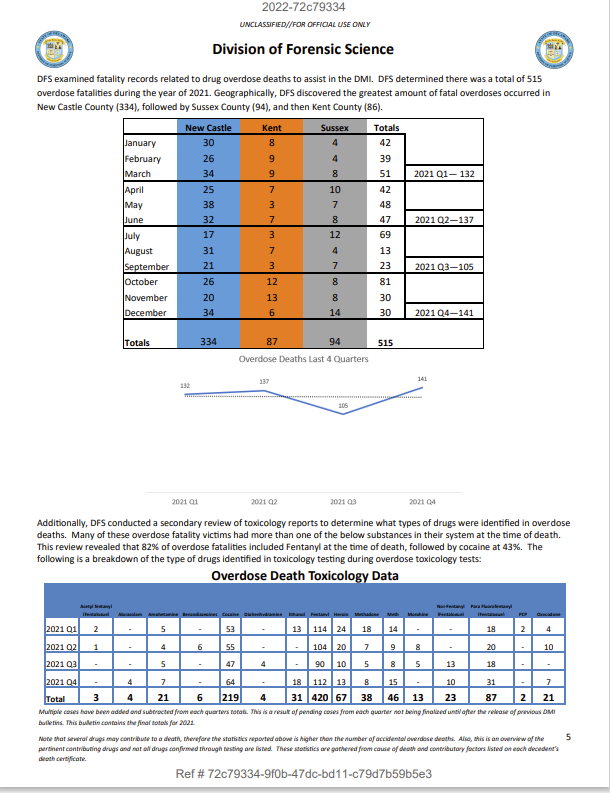 2022-72c79334
UNCLASSIFIED//FOR OFFICIAL USE ONLY
Division of Forensic Science
DFS examined fatality records related to drug overdose deaths to assist in the DMI. DFS determined there was a total of 515
overdose fatalities during the year of 2021. Geographically, DFS discovered the greatest amount of fatal overdoses occurred in
New Castle County (334), followed by Sussex County (94), and then Kent County (86).
New Castle Kent Sussex Totals
January 30 8 4 42
February 26 9 4 39
March 34 9 8 51 2021 Q1— 132
April 25 7 10 42
May 38 3 7 48
June 32 7 8 47 2021 Q2—137
July 17 3 12 69
August 31 7 4 13
September 21 3 7 23 2021 Q3—105
October 26 12 8 81
November 20 13 8 30
December 34 6 14 30 2021 Q4—141
Totals 334 87 94 515
Overdose Deaths Last 4 Quarters
132 137 105 141
2021 Q1 2021 Q2 2021 Q3 2021 Q4
Additionally, DFS conducted a secondary review of toxicology reports to determine what types of drugs were identified in overdose
deaths. Many of these overdose fatality victims had more than one of the below substances in their system at the time of death.
This review revealed that 82% of overdose fatalities included Fentanyl at the time of death, followed by cocaine at 43%. The
following is a breakdown of the type of drugs identified in toxicology testing during overdose toxicology tests:
Overdose Death Toxicology Data
Acetyl fentanyl Nor-Fentanyl Para Fluorofentanyl
(Fentalouge) Alprazolam Amphetamine Benzodiazepines Cocaine Diphenhydramine Ethanol Fentanyl Heroin Methadone Meth Morphine (Fentalouge) (Fentalouge) PCP Oxycodone
2021 Q1 2 - 5 - 53 - 13 114 24 18 14 - - 18 2 4
2021 Q2 1 - 4 6 55 - - 104 20 7 9 8 - 20 - 10
2021 Q3 - - 5 - 47 4 - 90 10 5 8 5 13 18 - -
2021 Q4 - 4 7 - 64 - 18 112 13 8 15 - 10 31 - 7
Total 3 4 21 6 219 4 31 420 67 38 46 13 23 87 2 21
Multiple cases have been added and subtracted from each quarters totals. This is a result of pending cases from each quarter not being finalized until after the release of previous DMI
bulletins. This bulletin contains the final totals for 2021.
5
Note that several drugs may contribute to a death, therefore the statistics reported above is higher than the number of accidental overdose deaths. Also, this is an overview of the
pertinent contributing drugs and not all drugs confirmed through testing are listed. These statistics are gathered from cause of death and contributory factors listed on each decedent's
death certificate.
Ref # 72c79334-9f0b-47dc-bd11-c79d7b59b5e3